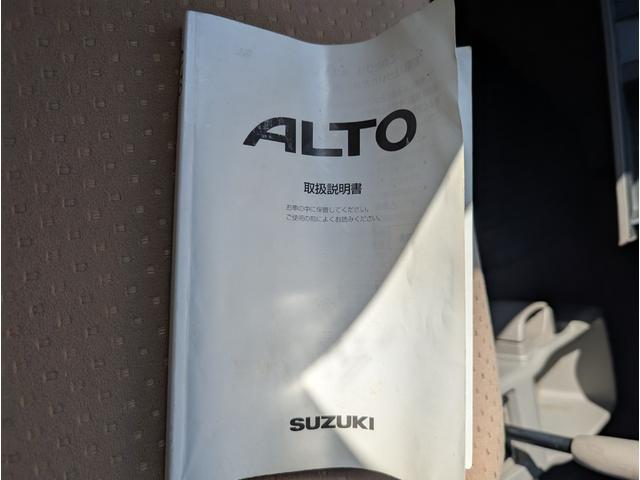 ALTO
取扱説明書
お車の中に保管してください。
ご使用の前によくお読みください。
SUZUKI